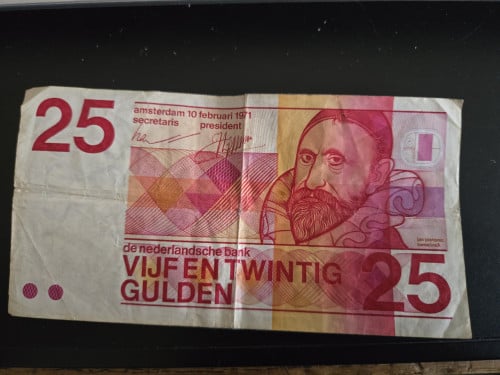 25
amsterdam 10 februari 1971
secretaris president
de nederlandsche bank
VIJF EN TWINTIG
GULDEN
25